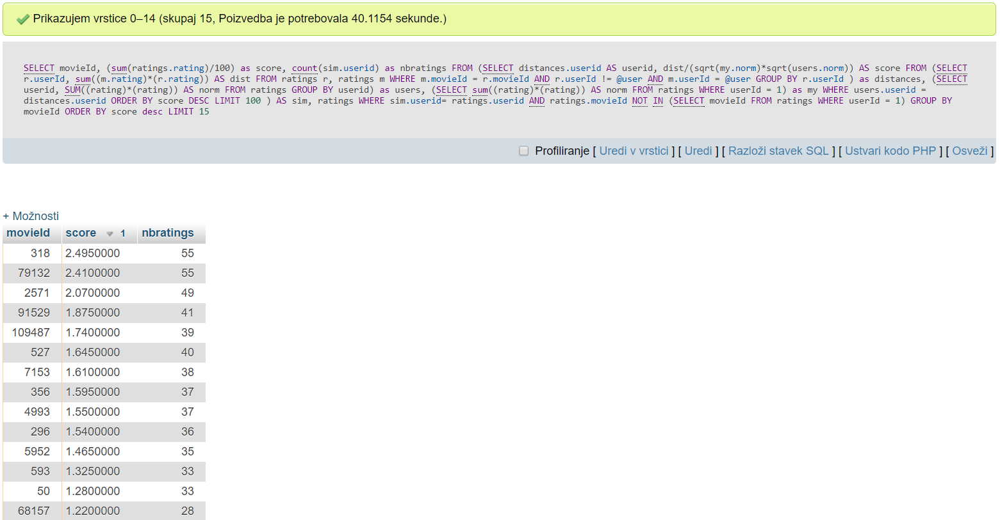 Prikazujem vrstice 0–14 (skupaj 15, Poizvedba je potrebovala 40.1154 sekunde.)
SELECT movieId, (sum(ratings.rating)/100) as score, count(sim.userid) as nbratings FROM (SELECT distances.userid AS userid, dist/(sqrt(my.norm)*sqrt(users.norm)) AS score FROM (SELECT
r.userId, sum((m.rating)*(r.rating)) AS dist FROM ratings r, ratings m WHERE m.movieId = r.movieId AND r.userId != @user AND m.userId = @user GROUP BY r.userId ) as distances, (SELECT
userid, SUM((rating)*(rating)) AS norm FROM ratings GROUP BY userid) as users, (SELECT sum((rating)*(rating)) AS norm FROM ratings WHERE userId = 1) as my WHERE users.userid =
distances.userid ORDER BY score DESC LIMIT 100 ) AS sim, ratings WHERE sim.userid= ratings.userid AND ratings.movieId NOT IN (SELECT movieId FROM ratings WHERE userId = 1) GROUP BY
movieId ORDER BY score desc LIMIT 15
Profiliranje [ Uredi v vrstici ] [ Uredi ] [ Razloži stavek SQL ] [ Ustvari kodo PHP ] [ Osveži ]
+ Možnosti
movieId score 1 nbratings
318 2.4950000 55
79132 2.4100000 55
2571 2.0700000 49
91529 1.8750000 41
109487 1.7400000 39
527 1.6450000 40
7153 1.6100000 38
356 1.5950000 37
4993 1.5500000 37
296 1.5400000 36
5952 1.4650000 35
593 1.3250000 33
50 1.2800000 33
68157 1.2200000 28